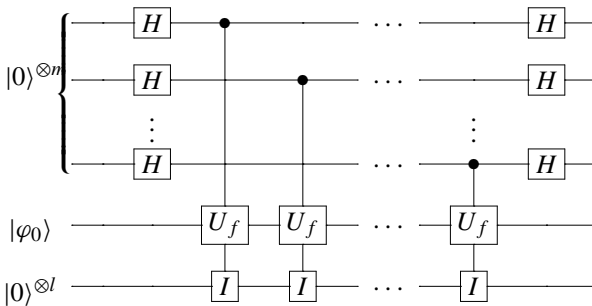 H ··· H
|0⟩⊗m H ··· H
⋮ ⋮
H ··· H
|φ₀⟩ U_f U_f ··· U_f
|0⟩⊗l I I ··· I